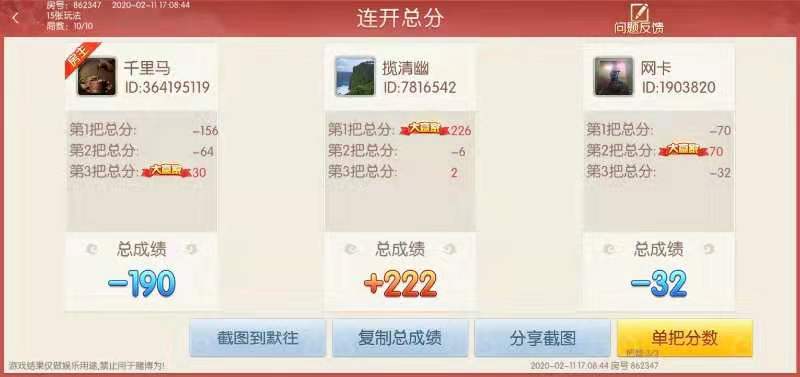 房号：862347 2020-02-11 17:08:44
15张玩法
局数：10/10
连开总分
问题反馈
房主
千里马
ID:364195119
第1把总分: -156
第2把总分: -64
第3把总分: 大赢家 30
总成绩
-190
揽清幽
ID:7816542
第1把总分: 大赢家 226
第2把总分: -6
第3把总分: 2
总成绩
+222
网卡
ID:1903820
第1把总分: -70
第2把总分: 大赢家 70
第3把总分: -32
总成绩
-32
截图到默往
复制总成绩
分享截图
单把分数
把数:3/3
游戏结果仅做娱乐用途,禁止用于赌博为!
2020-02-11 17:08:44 房号 862347